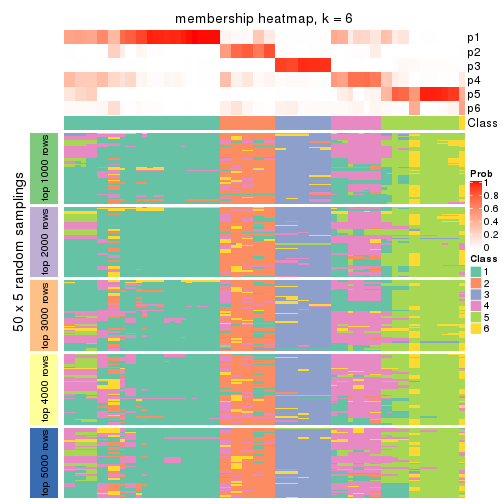 membership heatmap, k = 6
p1
p2
p3
p4
p5
p6
Class
50 x 5 random samplings
top 1000 rows
top 2000 rows
top 3000 rows
top 4000 rows
top 5000 rows
Prob
1
0.8
0.6
0.4
0.2
0
Class
1
2
3
4
5
6